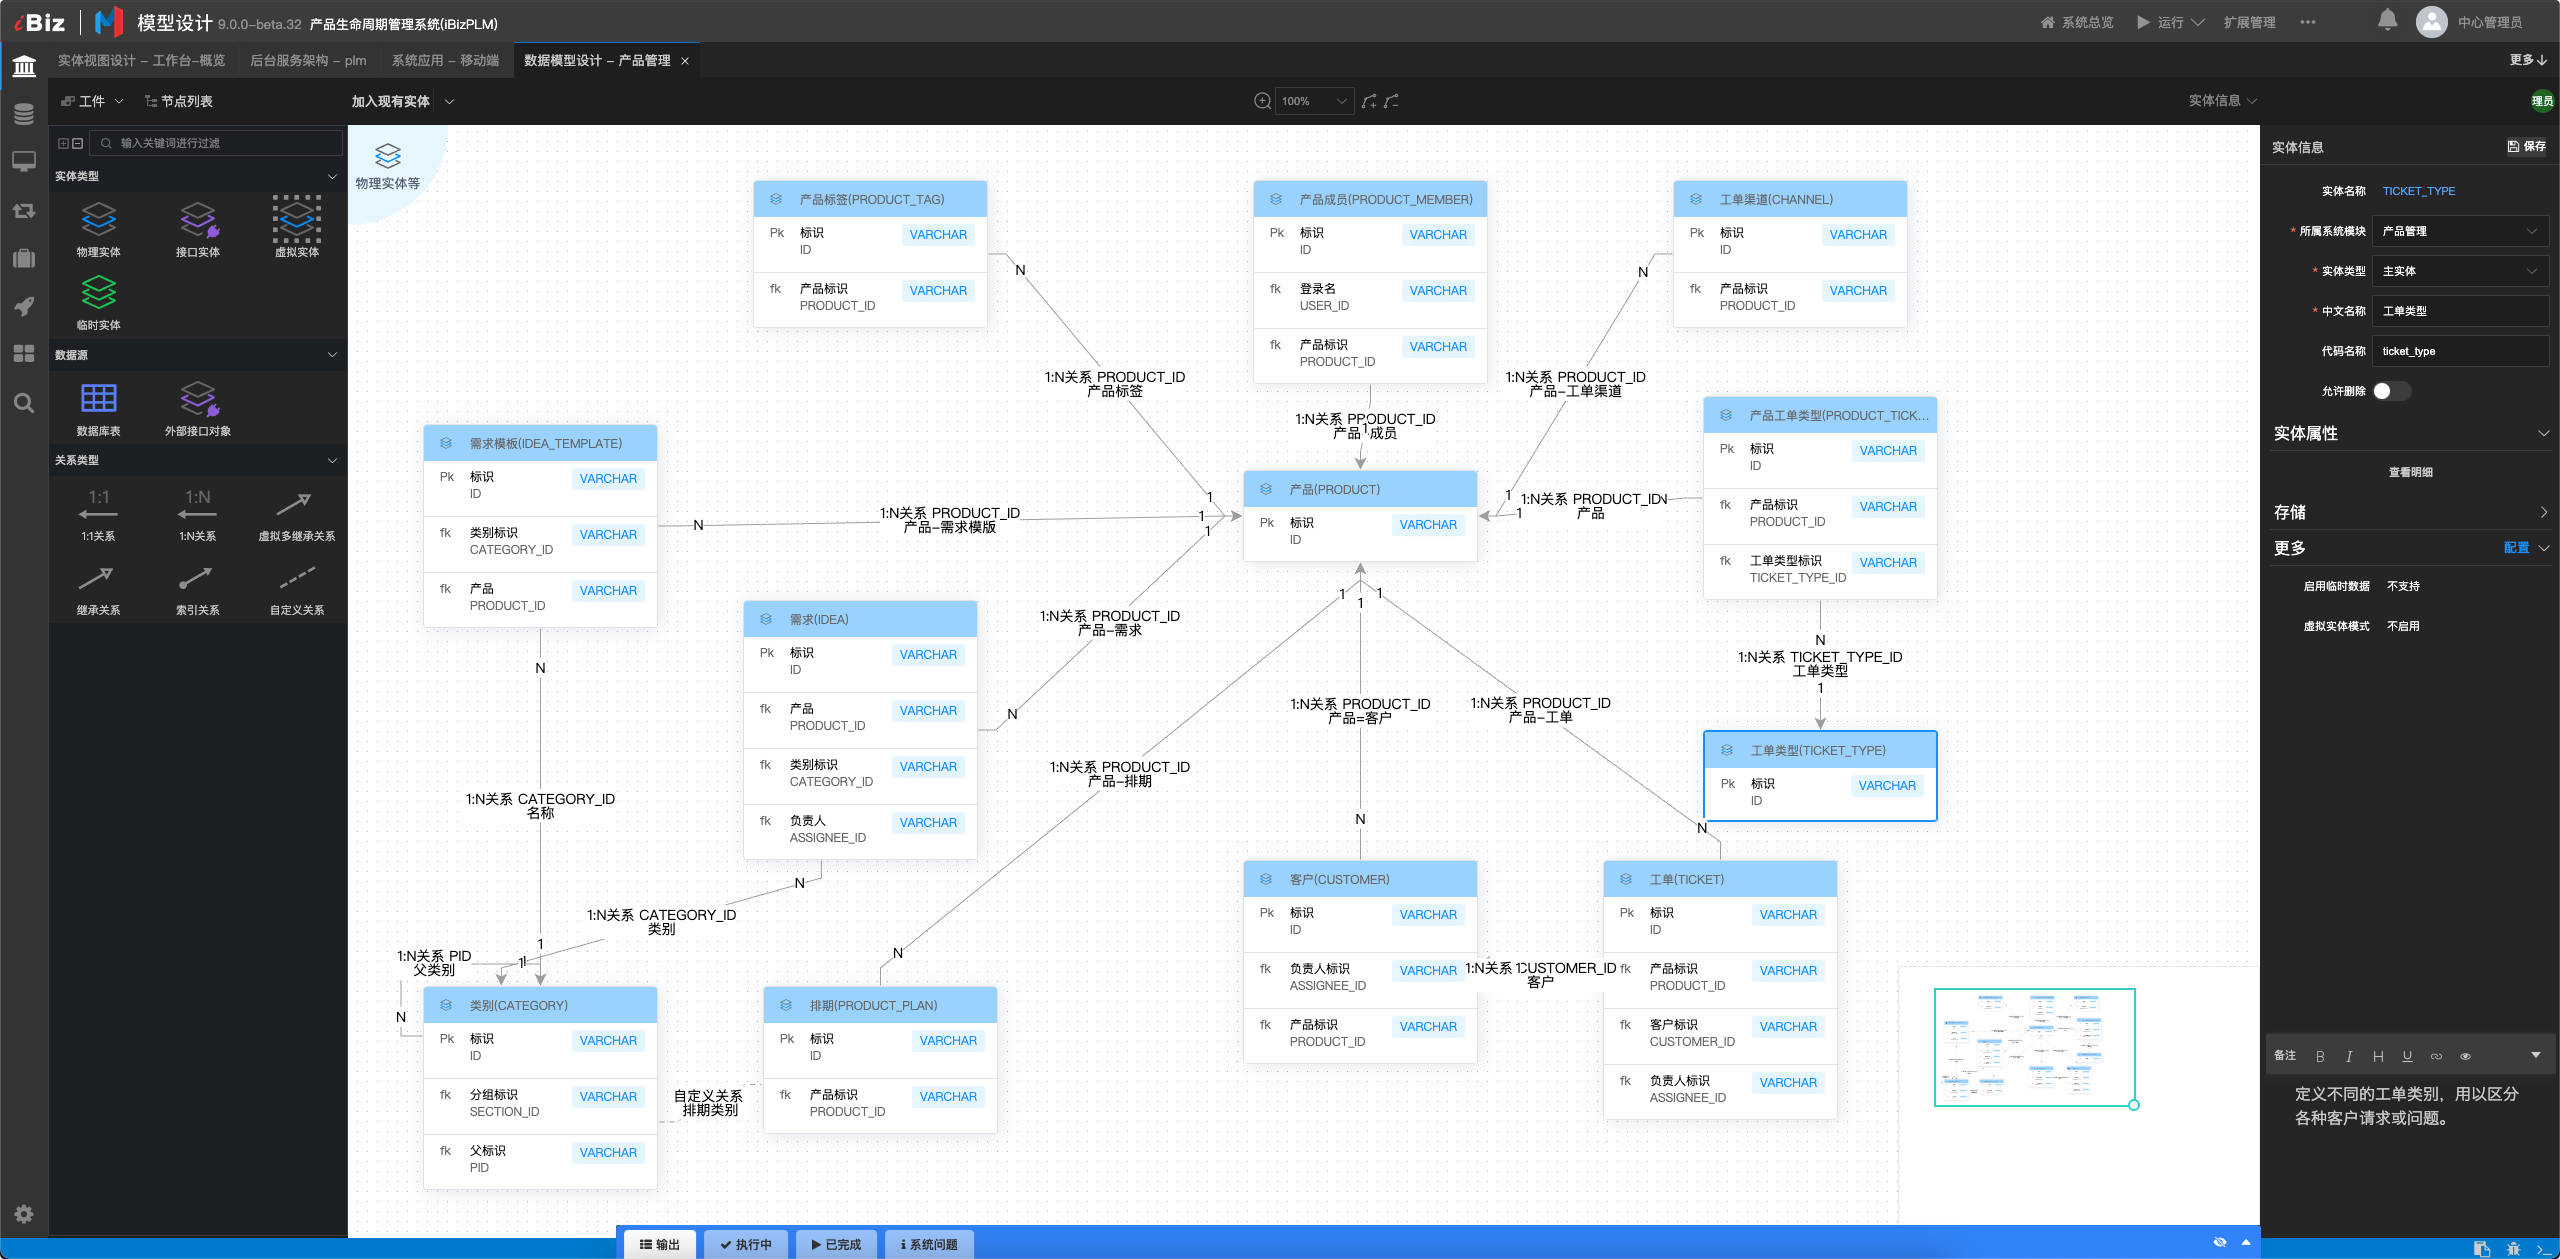 iBiz 模型设计 9.0.0-beta.32 产品生命周期管理系统(iBizPLM)
系统总览 运行 扩展管理 ··· 中心管理员
实体视图设计 - 工作台-概览 后台服务架构 - plm 系统应用 - 移动端 数据模型设计 - 产品管理 × 更多
工件 节点列表 加入现有实体 100% 实体信息 理员
输入关键词进行过滤
实体类型
物理实体 接口实体 虚拟实体
临时实体
数据源
数据库表 外部接口对象
关系类型
1:1 1:N
1:1关系 1:N关系 虚拟多继承关系
继承关系 索引关系 自定义关系
物理实体等
产品标签(PRODUCT_TAG)
Pk 标识 VARCHAR
ID
fk 产品标识 VARCHAR
PRODUCT_ID
产品成员(PRODUCT_MEMBER)
Pk 标识 VARCHAR
ID
fk 登录名 VARCHAR
USER_ID
fk 产品标识 VARCHAR
PRODUCT_ID
工单渠道(CHANNEL)
Pk 标识 VARCHAR
ID
fk 产品标识 VARCHAR
PRODUCT_ID
N
N
1:N关系 PRODUCT_ID
产品标签
1:N关系 PRODUCT_ID
产品-工单渠道
1:N关系 PRODUCT_ID
产品 1 成员
产品工单类型(PRODUCT_TICK...
Pk 标识 VARCHAR
ID
fk 产品标识 VARCHAR
PRODUCT_ID
fk 工单类型标识 VARCHAR
TICKET_TYPE_ID
需求模板(IDEA_TEMPLATE)
Pk 标识 VARCHAR
ID
fk 类别标识 VARCHAR
CATEGORY_ID
fk 产品 VARCHAR
PRODUCT_ID
产品(PRODUCT)
Pk 标识 VARCHAR
ID
1
1
1
1
1
N
1:N关系 PRODUCT_ID
产品-需求模版
1:N关系 PRODUCT_ID N
产品
需求(IDEA)
Pk 标识 VARCHAR
ID
fk 产品 VARCHAR
PRODUCT_ID
fk 类别标识 VARCHAR
CATEGORY_ID
fk 负责人 VARCHAR
ASSIGNEE_ID
1 1 1
1:N关系 PRODUCT_ID
产品-需求
N
N
1:N关系 TICKET_TYPE_ID
工单类型
1
N
1:N关系 PRODUCT_ID
产品=客户
1:N关系 PRODUCT_ID
产品-工单
1:N关系 PRODUCT_ID
产品-排期
工单类型(TICKET_TYPE)
Pk 标识 VARCHAR
ID
N
N
1:N关系 CATEGORY_ID
名称
N
1:N关系 CATEGORY_ID
类别
1
1
1:N关系 PID
父类别
N
N
客户(CUSTOMER)
Pk 标识 VARCHAR
ID
fk 负责人标识 VARCHAR
ASSIGNEE_ID
fk 产品标识 VARCHAR
PRODUCT_ID
1:N关系 CUSTOMER_ID
客户
工单(TICKET)
Pk 标识 VARCHAR
ID
fk 产品标识 VARCHAR
PRODUCT_ID
fk 客户标识 VARCHAR
CUSTOMER_ID
fk 负责人标识 VARCHAR
ASSIGNEE_ID
类别(CATEGORY)
Pk 标识 VARCHAR
ID
fk 分组标识 VARCHAR
SECTION_ID
fk 父标识 VARCHAR
PID
自定义关系
排期类别
排期(PRODUCT_PLAN)
Pk 标识 VARCHAR
ID
fk 产品标识 VARCHAR
PRODUCT_ID
实体信息 保存
实体名称 TICKET_TYPE
* 所属系统模块 产品管理
* 实体类型 主实体
* 中文名称 工单类型
代码名称 ticket_type
允许删除
实体属性
查看明细
存储
更多 配置
启用临时数据 不支持
虚拟实体模式 不启用
备注 B I H U
定义不同的工单类别，用以区分
各种客户请求或问题。
输出 执行中 已完成 系统问题